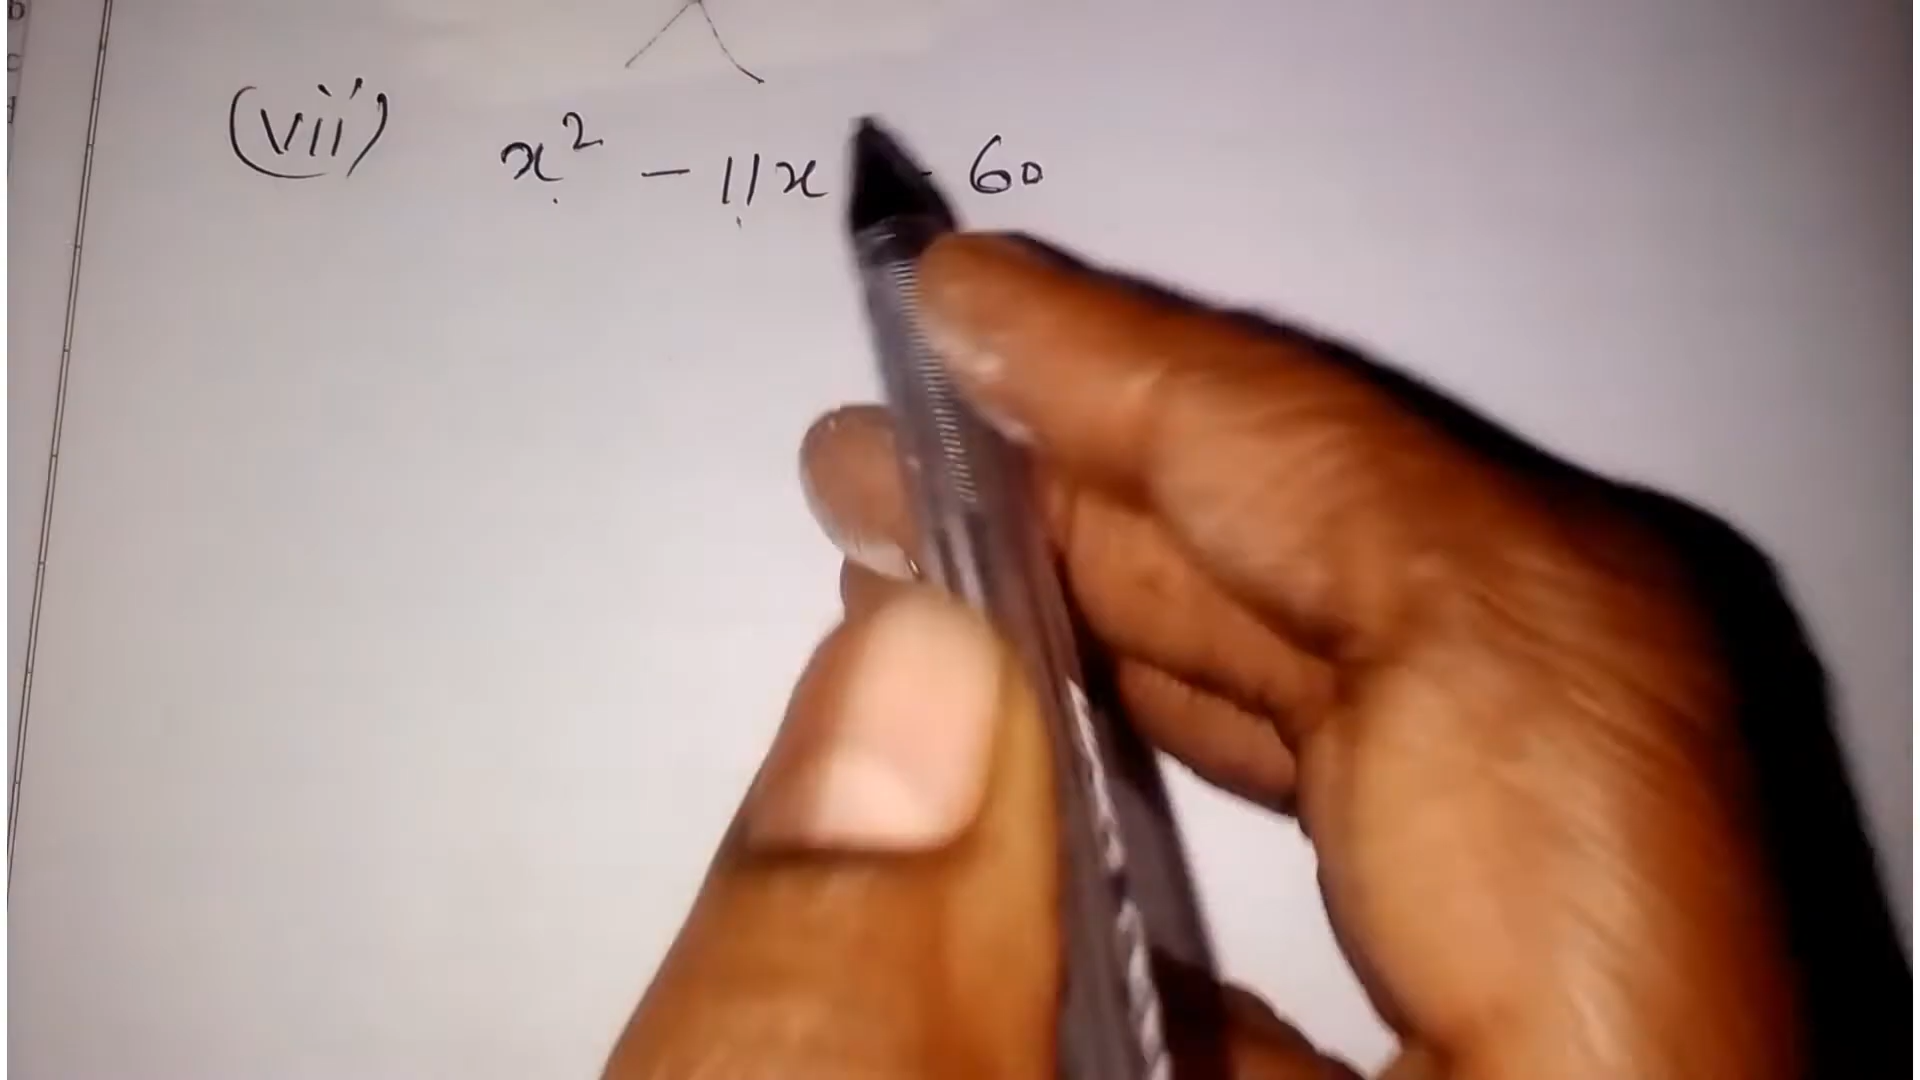 (vii) x² - 11x - 60
b
c
d